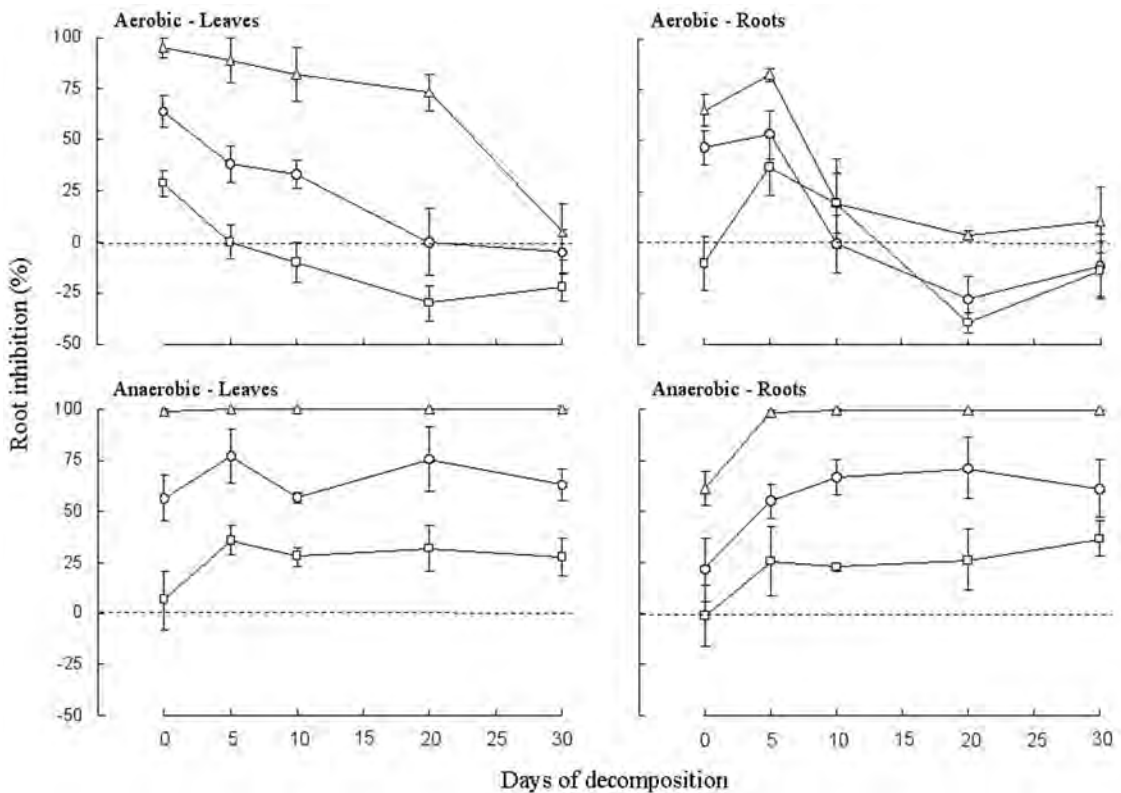 Aerobic - Leaves
Aerobic - Roots
100
75
50
25
0
-25
-50
Anaerobic - Leaves
Anaerobic - Roots
100
75
50
25
0
-25
-50
0 5 10 15 20 25 30
0 5 10 15 20 25 30
Root inhibition (%)
Days of decomposition